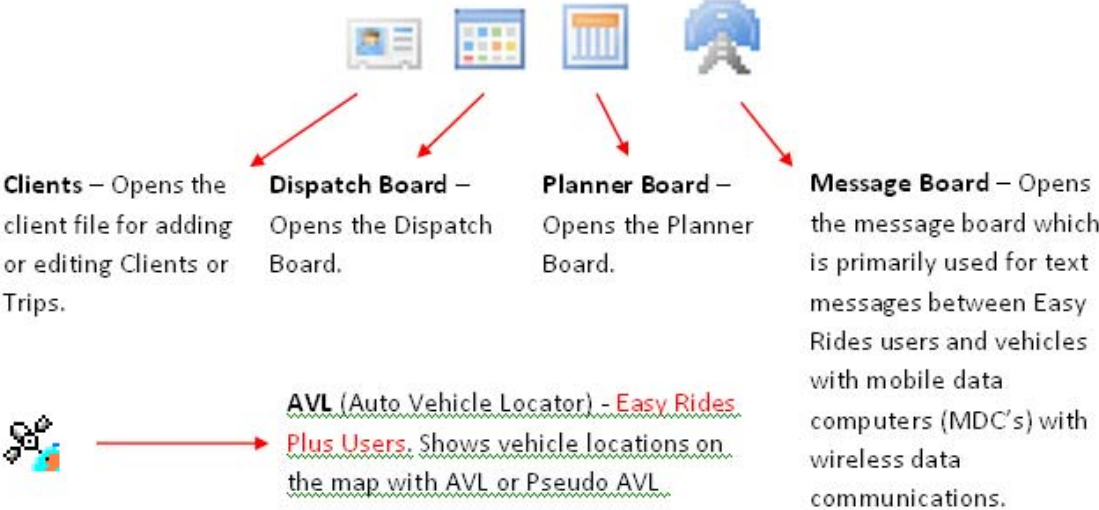 Clients – Opens the
client file for adding
or editing Clients or
Trips.
Dispatch Board –
Opens the Dispatch
Board.
Planner Board –
Opens the Planner
Board.
Message Board – Opens
the message board which
is primarily used for text
messages between Easy
Rides users and vehicles
with mobile data
computers (MDC's) with
wireless data
communications.
AVL (Auto Vehicle Locator) - Easy Rides
Plus Users. Shows vehicle locations on
the map with AVL or Pseudo AVL